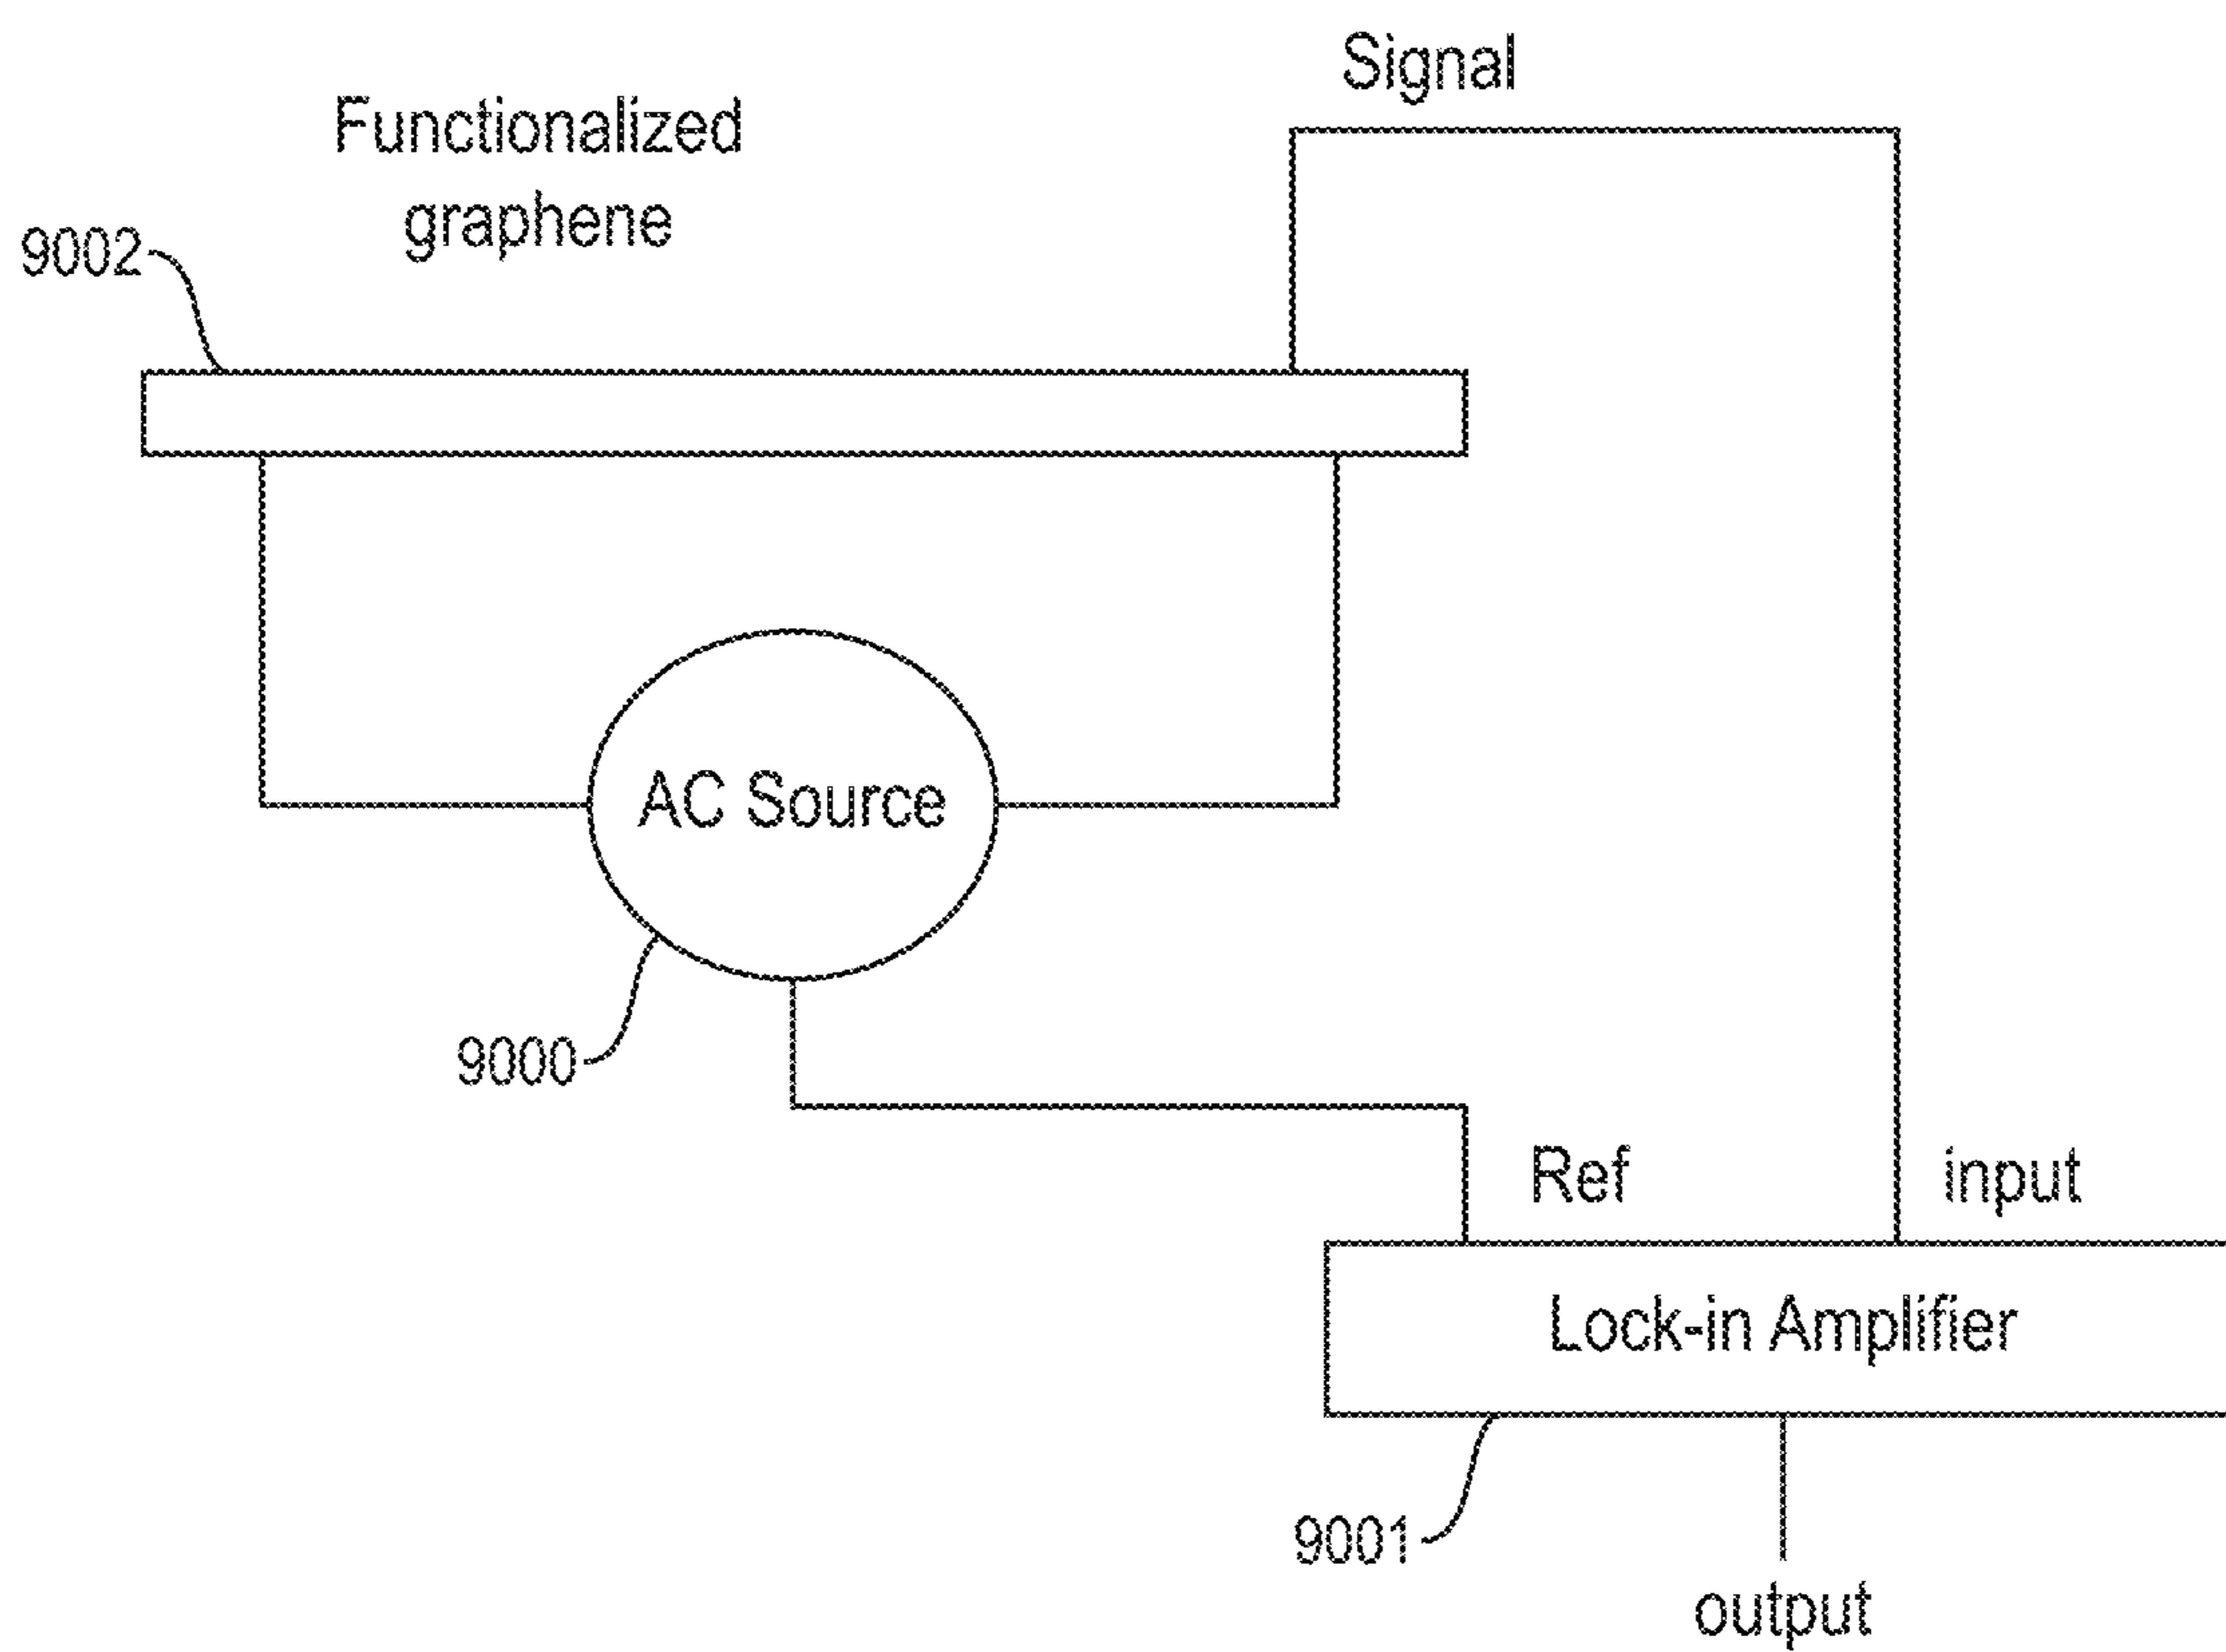 Signal
Functionalized
graphene
9002
AC Source
9000
Ref
input
Lock-in Amplifier
9001
output